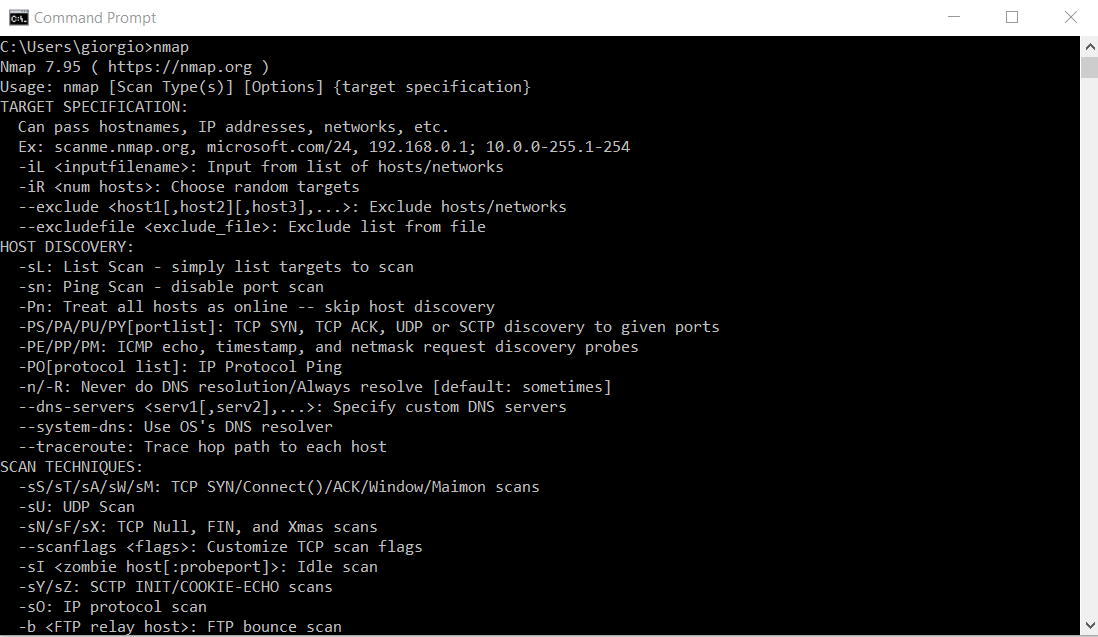 Command Prompt
C:\Users\giorgio>nmap
Nmap 7.95 ( https://nmap.org )
Usage: nmap [Scan Type(s)] [Options] {target specification}
TARGET SPECIFICATION:
  Can pass hostnames, IP addresses, networks, etc.
  Ex: scanme.nmap.org, microsoft.com/24, 192.168.0.1; 10.0.0-255.1-254
  -iL <inputfilename>: Input from list of hosts/networks
  -iR <num hosts>: Choose random targets
  --exclude <host1[,host2][,host3],...>: Exclude hosts/networks
  --excludefile <exclude_file>: Exclude list from file
HOST DISCOVERY:
  -sL: List Scan - simply list targets to scan
  -sn: Ping Scan - disable port scan
  -Pn: Treat all hosts as online -- skip host discovery
  -PS/PA/PU/PY[portlist]: TCP SYN, TCP ACK, UDP or SCTP discovery to given ports
  -PE/PP/PM: ICMP echo, timestamp, and netmask request discovery probes
  -PO[protocol list]: IP Protocol Ping
  -n/-R: Never do DNS resolution/Always resolve [default: sometimes]
  --dns-servers <serv1[,serv2],...>: Specify custom DNS servers
  --system-dns: Use OS's DNS resolver
  --traceroute: Trace hop path to each host
SCAN TECHNIQUES:
  -sS/sT/sA/sW/sM: TCP SYN/Connect()/ACK/Window/Maimon scans
  -sU: UDP Scan
  -sN/sF/sX: TCP Null, FIN, and Xmas scans
  --scanflags <flags>: Customize TCP scan flags
  -sI <zombie host[:probeport]>: Idle scan
  -sY/sZ: SCTP INIT/COOKIE-ECHO scans
  -sO: IP protocol scan
  -b <FTP relay host>: FTP bounce scan